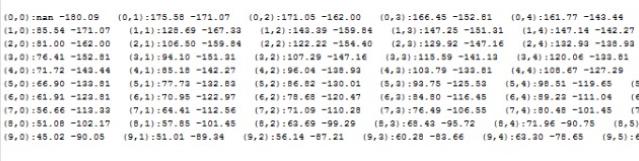 (0,0):nan -180.09 (0,1):175.58 -171.07 (0,2):171.05 -162.00 (0,3):166.45 -152.81 (0,4):161.77 -143.44
(1,0):85.54 -171.07 (1,1):128.69 -167.33 (1,2):143.39 -159.84 (1,3):147.25 -151.31 (1,4):147.14 -142.27
(2,0):81.00 -162.00 (2,1):106.50 -159.84 (2,2):122.22 -154.40 (2,3):129.92 -147.16 (2,4):132.93 -138.93
(3,0):76.41 -152.81 (3,1):94.10 -151.31 (3,2):107.29 -147.16 (3,3):115.59 -141.13 (3,4):120.06 -133.81
(4,0):71.72 -143.44 (4,1):85.18 -142.27 (4,2):96.04 -138.93 (4,3):103.79 -133.81 (4,4):108.67 -127.29
(5,0):66.90 -133.81 (5,1):77.73 -132.83 (5,2):86.82 -130.01 (5,3):93.75 -125.53 (5,4):98.51 -119.65 (5
(6,0):61.91 -123.81 (6,1):70.95 -122.97 (6,2):78.68 -120.47 (6,3):84.80 -116.45 (6,4):89.23 -111.04 (6
(7,0):56.66 -113.33 (7,1):64.41 -112.56 (7,2):71.09 -110.28 (7,3):76.49 -106.55 (7,4):80.48 -101.45 (7
(8,0):51.08 -102.17 (8,1):57.85 -101.45 (8,2):63.69 -99.29 (8,3):68.43 -95.72 (8,4):71.96 -90.75 (8,5)
(9,0):45.02 -90.05 (9,1):51.01 -89.34 (9,2):56.14 -87.21 (9,3):60.28 -83.66 (9,4):63.30 -78.65 (9,5):6